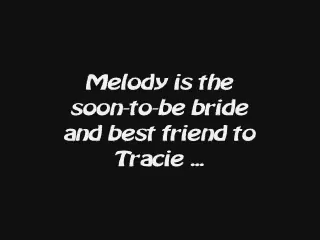 Melody is the
soon-to-be bride
and best friend to
Tracie ...